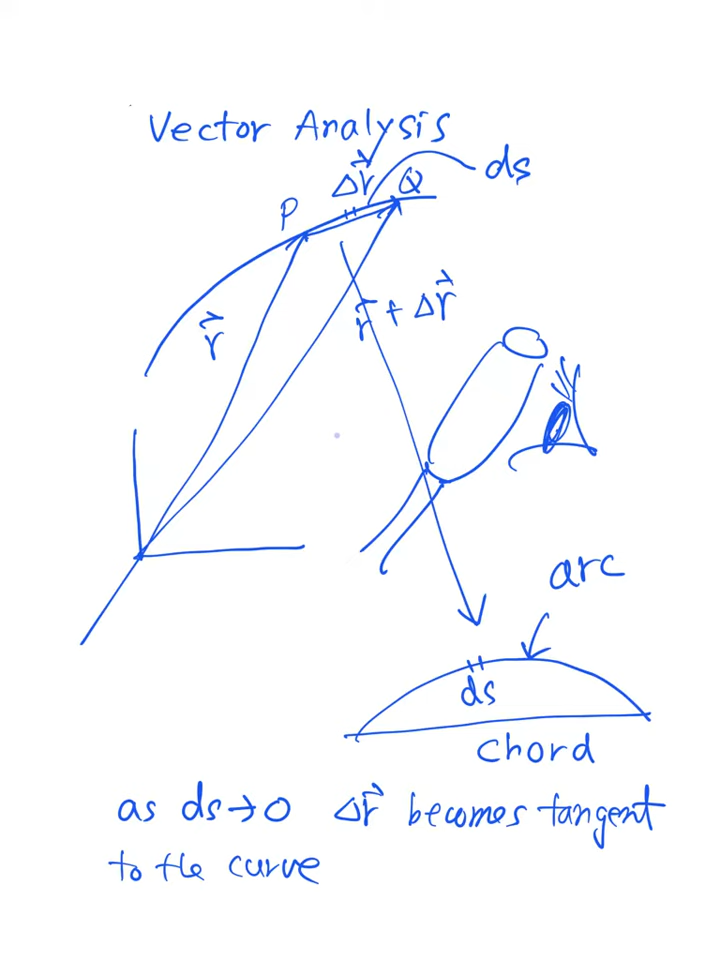 Vector Analysis
Δr⃗
Q
ds
P
r⃗
r⃗ + Δr⃗
arc
ds
chord
as ds→0 Δr⃗ becomes tangent
to the curve